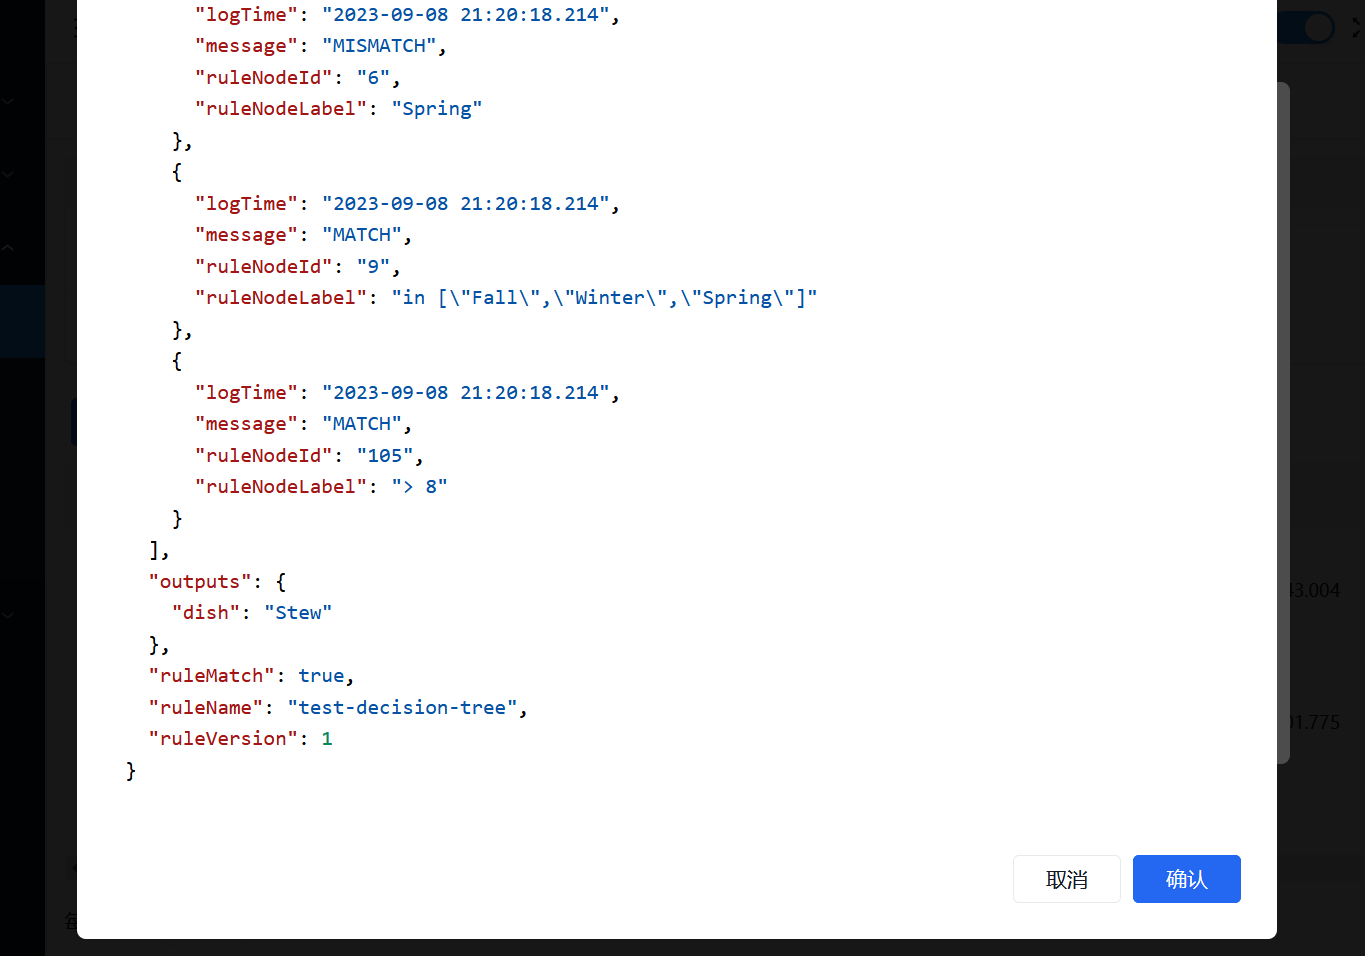 "logTime": "2023-09-08 21:20:18.214",
"message": "MISMATCH",
"ruleNodeId": "6",
"ruleNodeLabel": "Spring"
},
{
"logTime": "2023-09-08 21:20:18.214",
"message": "MATCH",
"ruleNodeId": "9",
"ruleNodeLabel": "in [\"Fall\",\"Winter\",\"Spring\"]"
},
{
"logTime": "2023-09-08 21:20:18.214",
"message": "MATCH",
"ruleNodeId": "105",
"ruleNodeLabel": "> 8"
}
],
"outputs": {
"dish": "Stew"
},
"ruleMatch": true,
"ruleName": "test-decision-tree",
"ruleVersion": 1
}
3.004
1.775
取消
确认